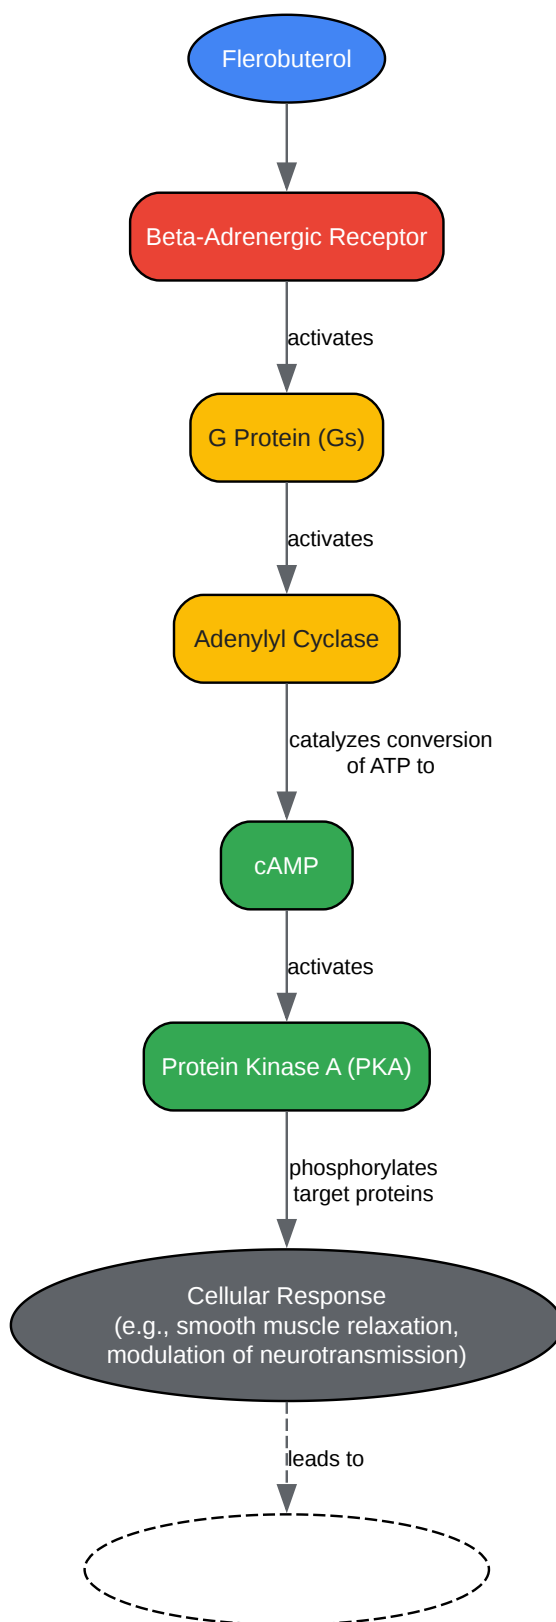 Flerobuterol
Beta-Adrenergic Receptor
activates
G Protein (Gs)
activates
Adenylyl Cyclase
catalyzes conversion
of ATP to
cAMP
activates
Protein Kinase A (PKA)
phosphorylates
target proteins
Cellular Response
(e.g., smooth muscle relaxation,
modulation of neurotransmission)
leads to